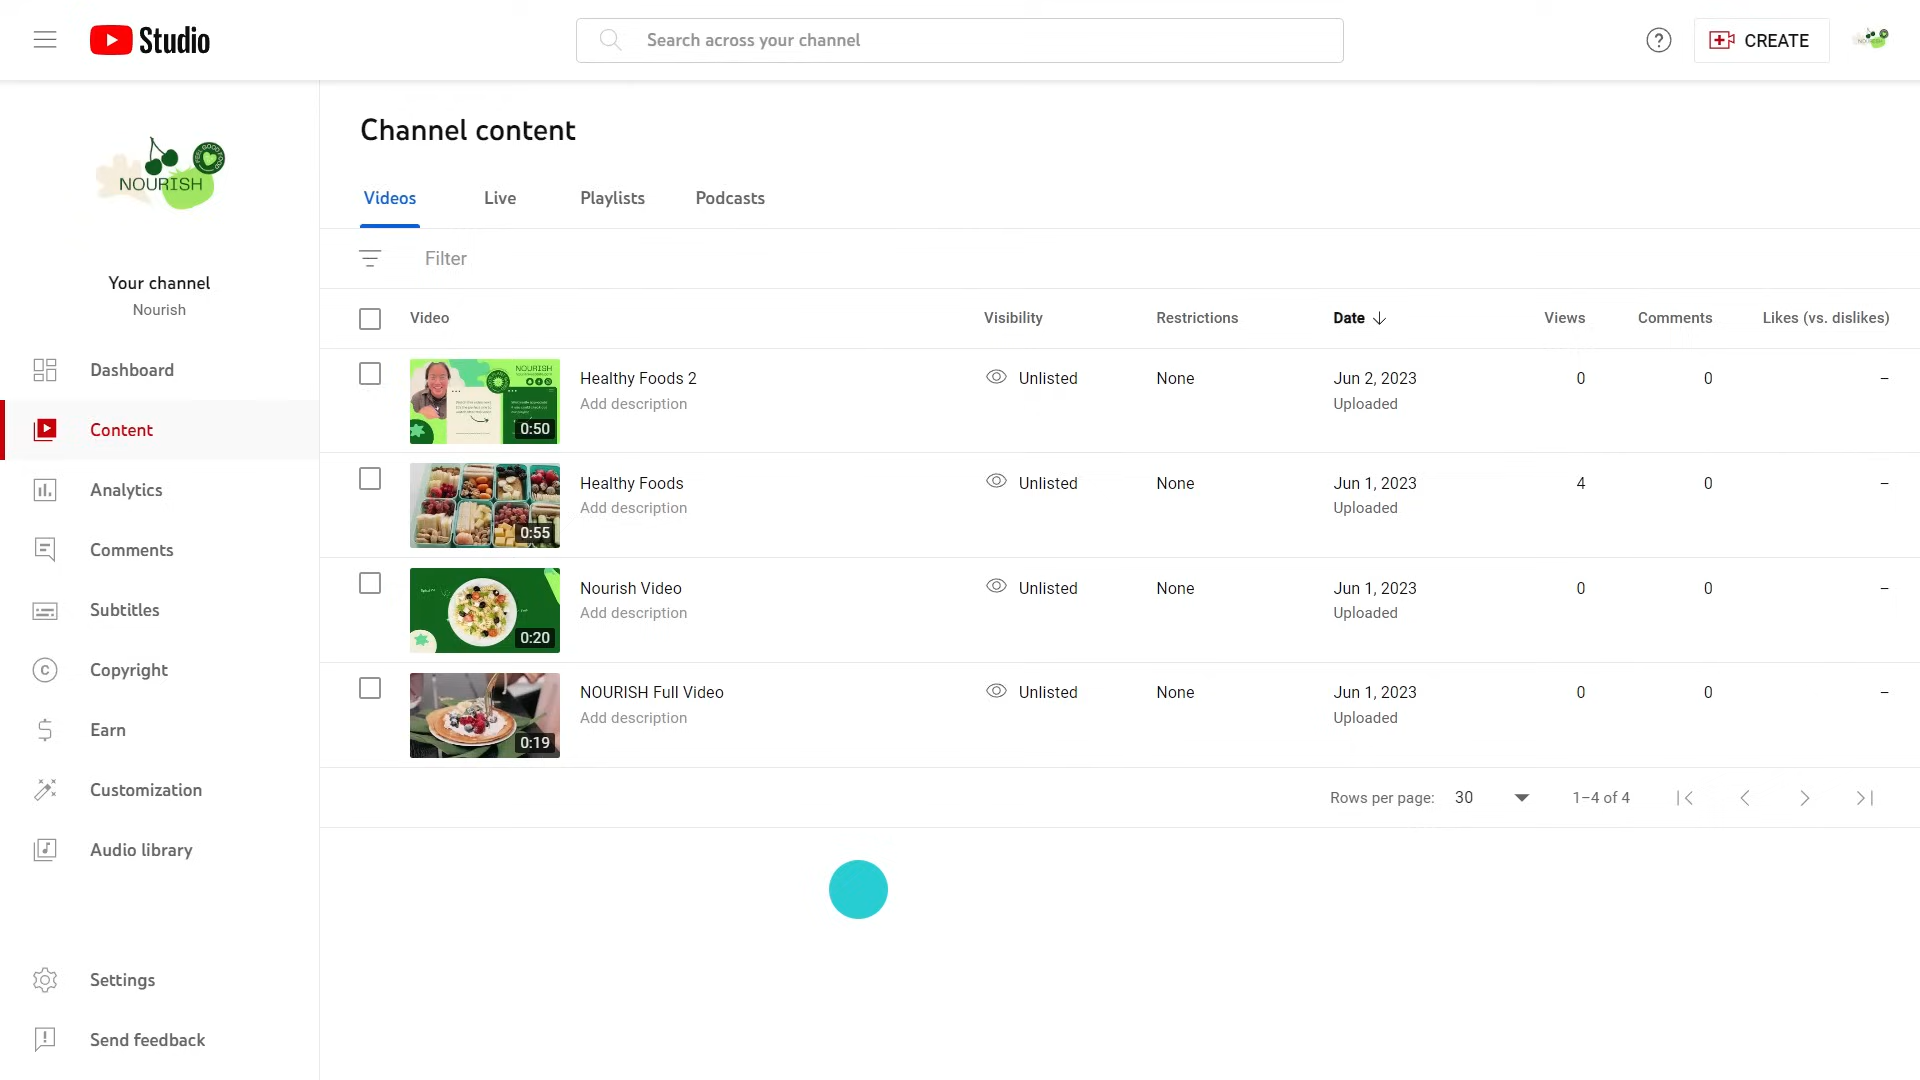 Studio
Search across your channel
CREATE
NOURISH
FEEL GOOD FOOD
Your channel
Nourish
Dashboard
Content
Analytics
Comments
Subtitles
Copyright
Earn
Customization
Audio library
Settings
Send feedback
Channel content
Videos Live Playlists Podcasts
Filter
Video Visibility Restrictions Date Views Comments Likes (vs. dislikes)
NOURISH
0:50
Healthy Foods 2 Unlisted None Jun 2, 2023 0 0 –
Add description Uploaded
0:55
Healthy Foods Unlisted None Jun 1, 2023 4 0 –
Add description Uploaded
0:20
Nourish Video Unlisted None Jun 1, 2023 0 0 –
Add description Uploaded
0:19
NOURISH Full Video Unlisted None Jun 1, 2023 0 0 –
Add description Uploaded
Rows per page: 30 1–4 of 4